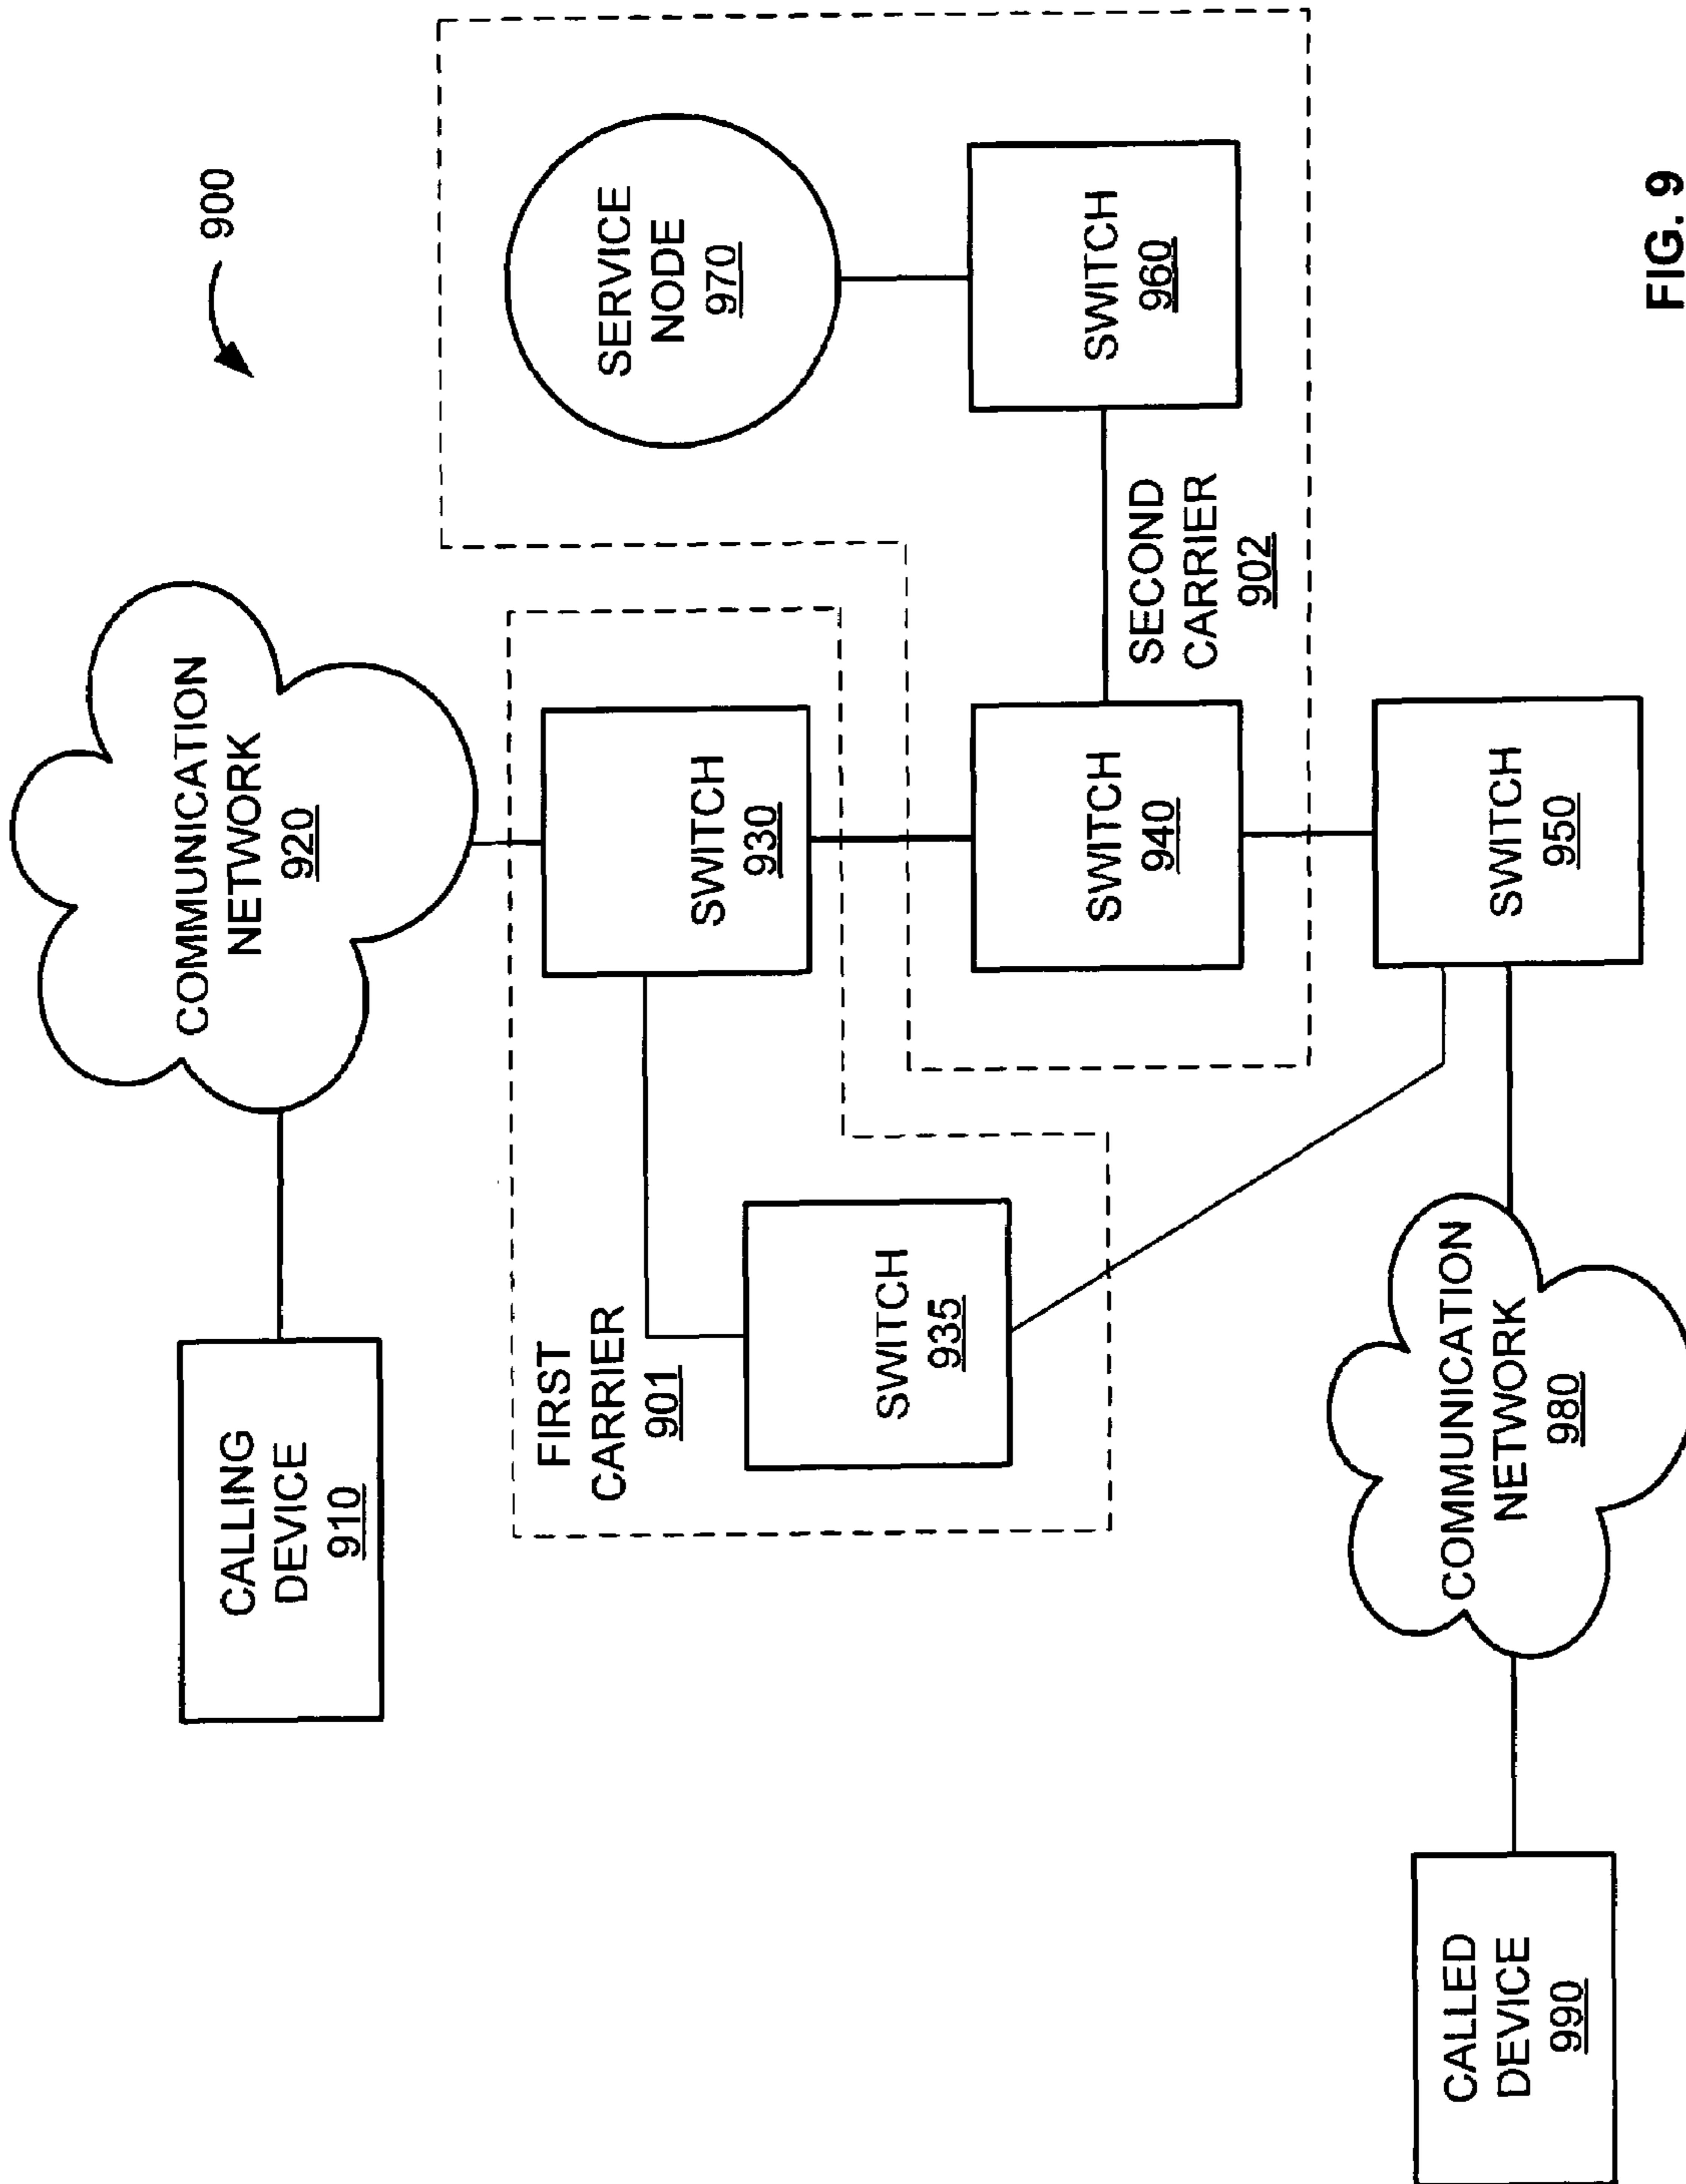 900
CALLING
DEVICE
910
COMMUNICATION
NETWORK
920
FIRST
CARRIER
901
SWITCH
930
SWITCH
935
SERVICE
NODE
970
SWITCH
940
SECOND
CARRIER
902
SWITCH
960
CALLED
DEVICE
990
COMMUNICATION
NETWORK
980
SWITCH
950
FIG. 9